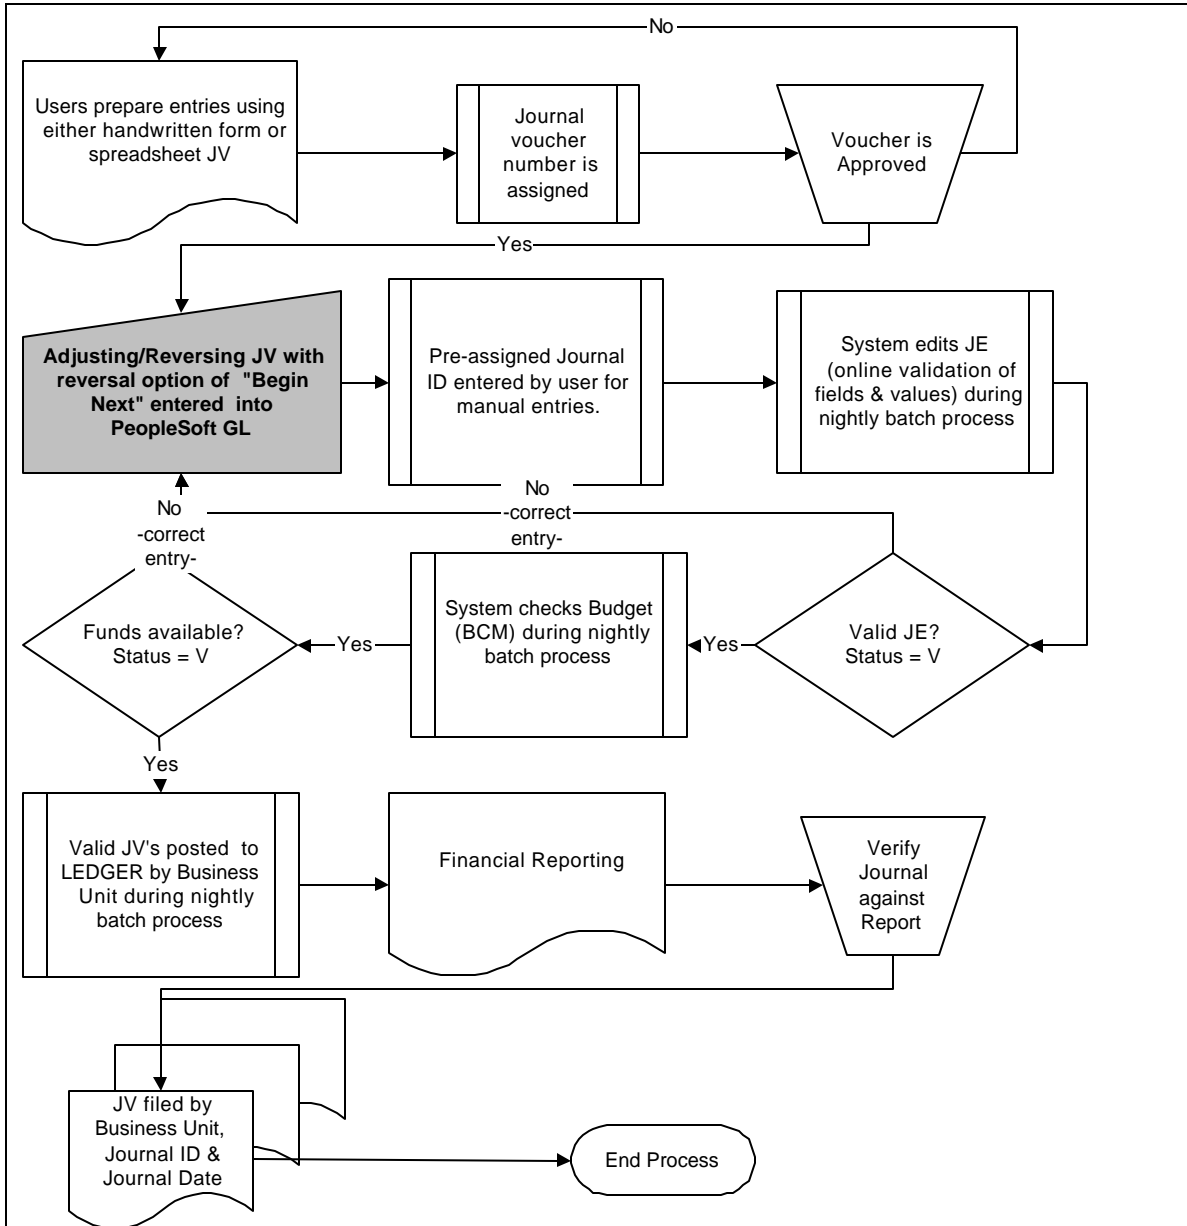 No
Users prepare entries using
either handwritten form or
spreadsheet JV
Journal
voucher
number is
assigned
Voucher is
Approved
Yes
Adjusting/Reversing JV with
reversal option of "Begin
Next" entered into
PeopleSoft GL
Pre-assigned Journal
ID entered by user for
manual entries.
System edits JE
(online validation of
fields & values) during
nightly batch process
No
-correct
entry-
No
-correct
entry-
Funds available?
Status = V
Yes
System checks Budget
(BCM) during nightly
batch process
Yes
Valid JE?
Status = V
Yes
Valid JV's posted to
LEDGER by Business
Unit during nightly
batch process
Financial Reporting
Verify
Journal
against
Report
JV filed by
Business Unit,
Journal ID &
Journal Date
End Process